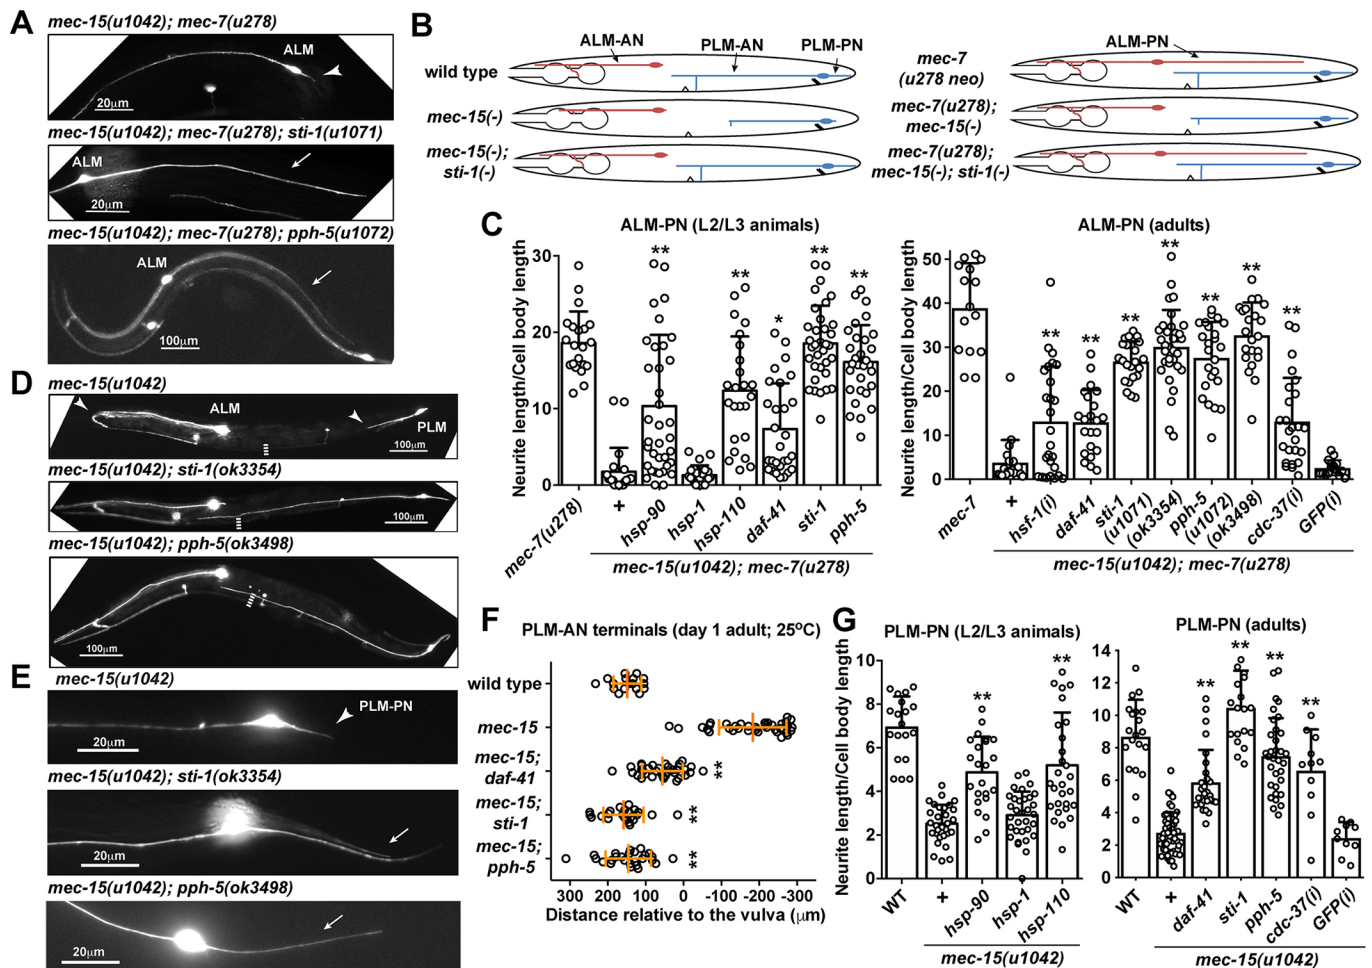 A
mec-15(u1042); mec-7(u278)
ALM
20μm
mec-15(u1042); mec-7(u278); sti-1(u1071)
ALM
20μm
mec-15(u1042); mec-7(u278); pph-5(u1072)
ALM
100μm
B
ALM-AN
PLM-AN
PLM-PN
wild type
mec-15(-)
mec-15(-);
sti-1(-)
ALM-PN
mec-7
(u278 neo)
mec-7(u278);
mec-15(-)
mec-7(u278);
mec-15(-); sti-1(-)
C
ALM-PN (L2/L3 animals)
Neurite length/Cell body length
30
20
10
0
**
**
*
**
**
mec-7(u278)
+
hsp-90
hsp-1
hsp-110
daf-41
sti-1
pph-5
mec-15(u1042); mec-7(u278)
ALM-PN (adults)
Neurite length/Cell body length
50
40
30
20
10
0
**
**
**
**
**
**
**
mec-7
+
hsf-1(i)
daf-41
sti-1
(u1071)
(ok3354)
pph-5
(u1072)
(ok3498)
cdc-37(i)
GFP(i)
mec-15(u1042); mec-7(u278)
D
mec-15(u1042)
ALM
PLM
100μm
mec-15(u1042); sti-1(ok3354)
100μm
mec-15(u1042); pph-5(ok3498)
100μm
E
mec-15(u1042)
PLM-PN
20μm
mec-15(u1042); sti-1(ok3354)
20μm
mec-15(u1042); pph-5(ok3498)
20μm
F
PLM-AN terminals (day 1 adult; 25°C)
wild type
mec-15
mec-15;
daf-41
**
mec-15;
sti-1
**
mec-15;
pph-5
**
300 200 100 0 -100 -200 -300
Distance relative to the vulva (μm)
G
PLM-PN (L2/L3 animals)
Neurite length/Cell body length
10
8
6
4
2
0
**
**
WT
+
hsp-90
hsp-1
hsp-110
mec-15(u1042)
PLM-PN (adults)
14
12
10
8
6
4
2
0
**
**
**
**
WT
+
daf-41
sti-1
pph-5
cdc-37(i)
GFP(i)
mec-15(u1042)